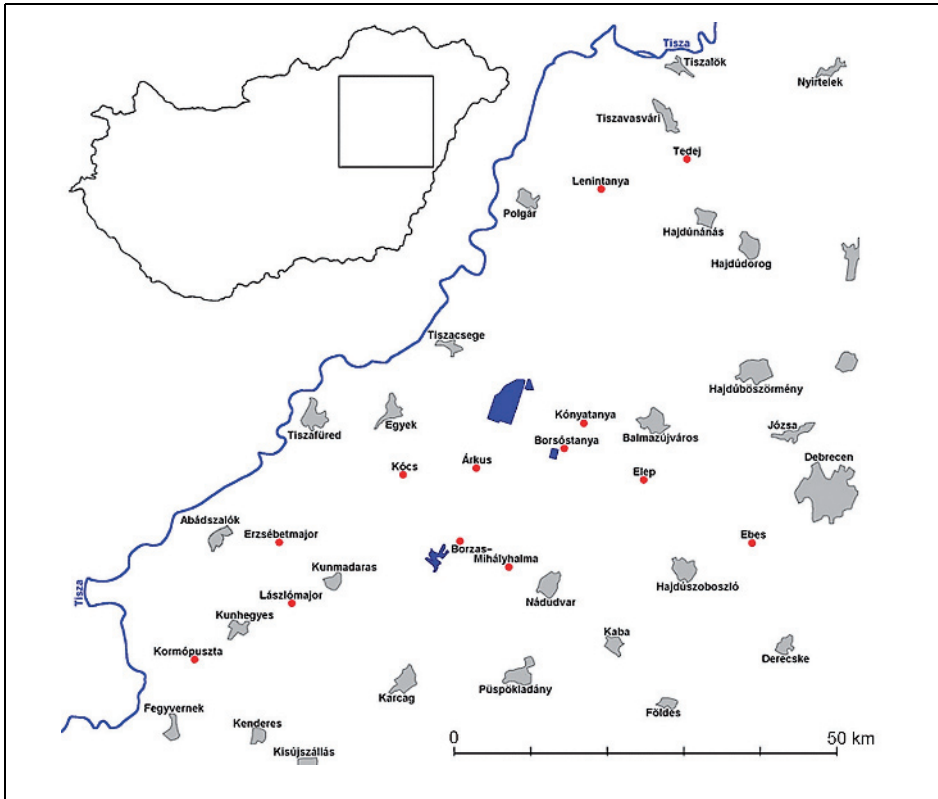 Tisza
Tiszalök
Nyírtelek
Tiszavasvári
Tedej
Lenintanya
Polgár
Hajdúnánás
Hajdúdorog
Tiszacsege
Hajdúböszörmény
Kónyatanya
Egyek
Tiszafüred
Borsóstanya
Balmazújváros
Józsa
Debrecen
Árkus
Kócs
Elep
Abádszalók
Erzsébetmajor
Ebes
Borzas–
Mihályhalma
Kunmadaras
Hajdúszoboszló
Tisza
Lászlómajor
Nádudvar
Kunhegyes
Kaba
Kormópuszta
Derecske
Püspökladány
Karcag
Fegyvernek
Földes
Kenderes
Kisújszállás
0
50 km